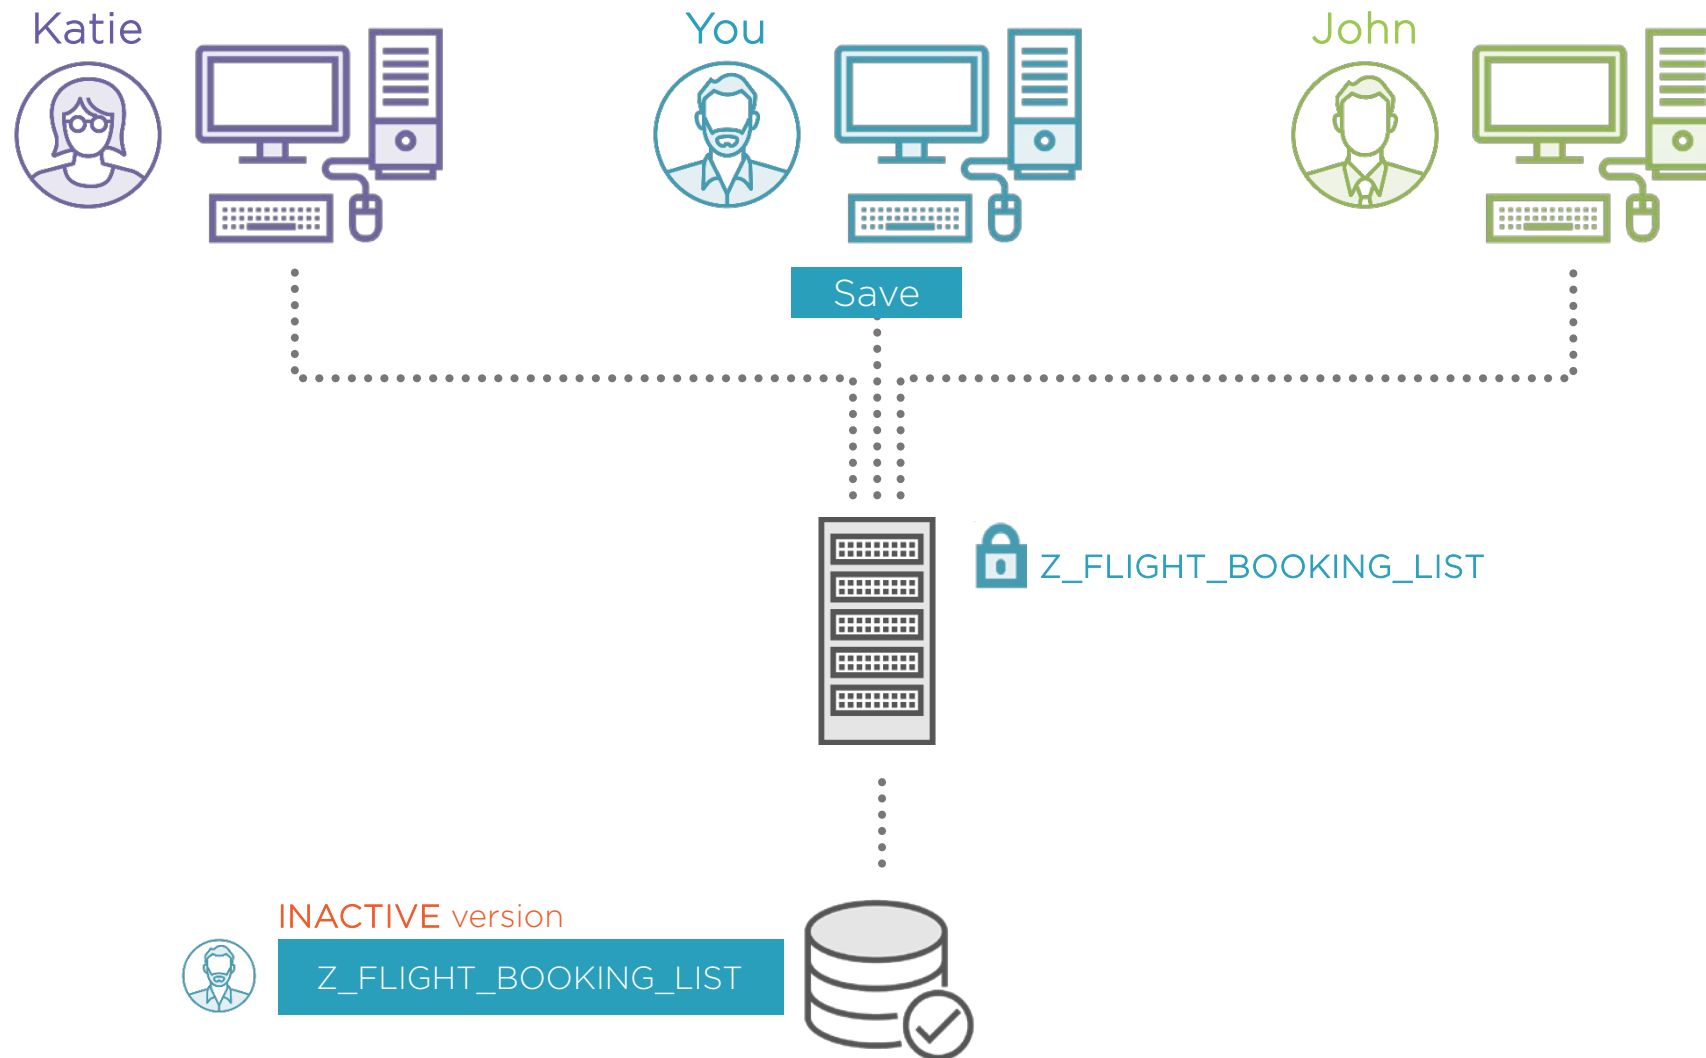 Katie
You
John
Save
Z_FLIGHT_BOOKING_LIST
INACTIVE version
Z_FLIGHT_BOOKING_LIST